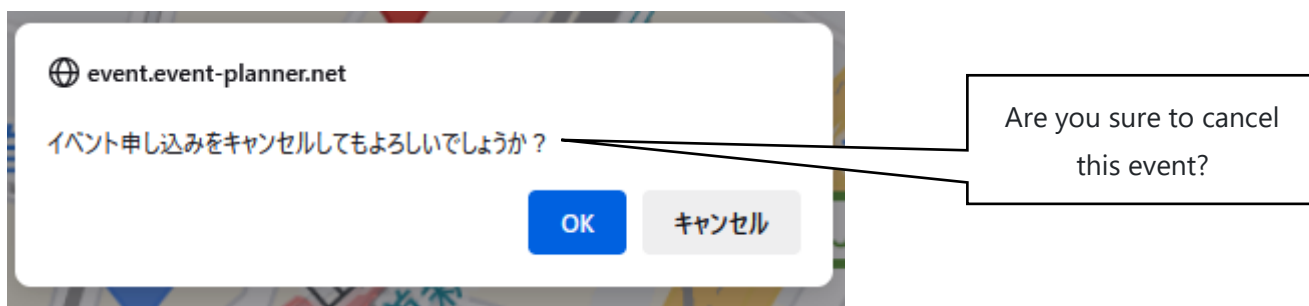 event.event-planner.net
イベント申し込みをキャンセルしてもよろしいでしょうか？
OK キャンセル
Are you sure to cancel
this event?